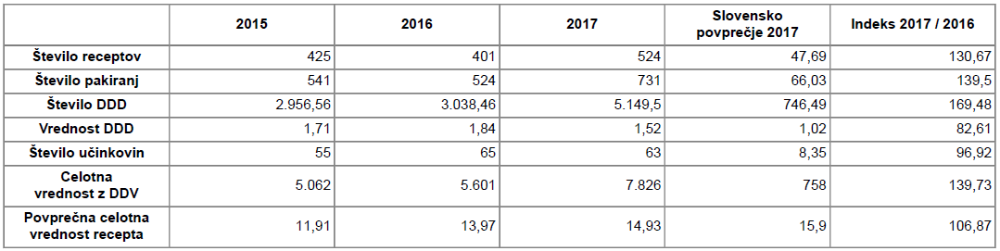 2015 2016 2017 Slovensko povprečje 2017 Indeks 2017 / 2016
Število receptov 425 401 524 47,69 130,67
Število pakiranj 541 524 731 66,03 139,5
Število DDD 2.956,56 3.038,46 5.149,5 746,49 169,48
Vrednost DDD 1,71 1,84 1,52 1,02 82,61
Število učinkovin 55 65 63 8,35 96,92
Celotna vrednost z DDV 5.062 5.601 7.826 758 139,73
Povprečna celotna vrednost recepta 11,91 13,97 14,93 15,9 106,87